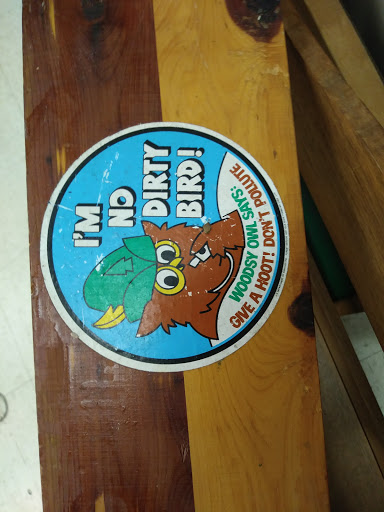 I'M
NO
DIRTY
BIRD!
WOODSY OWL SAYS:
GIVE A HOOT! DON'T POLLUTE